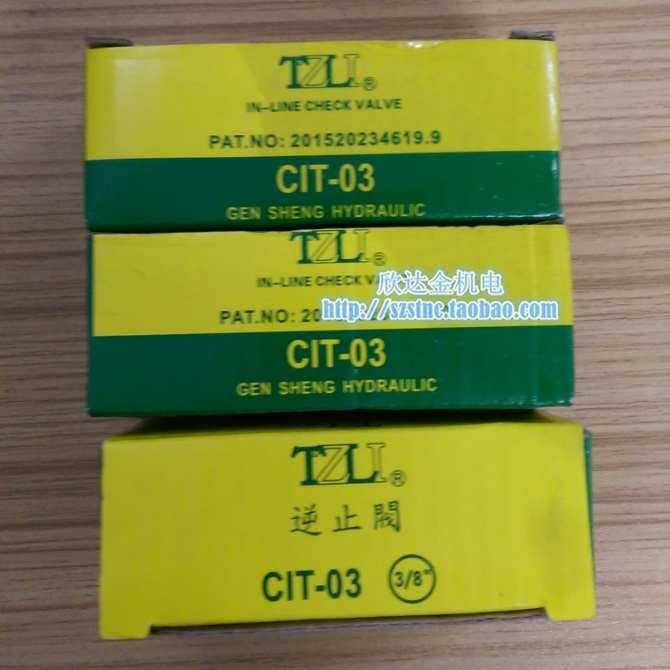 TZLI®
IN-LINE CHECK VALVE
PAT.NO: 201520234619.9
CIT-03
GEN SHENG HYDRAULIC
TZLI®
IN-LINE CHECK VAL
欣达金机电
PAT.NO: 20
http://szstnc.taobao.com
CIT-03
GEN SHENG HYDRAULIC
TZLI®
逆止閥
CIT-03 3/8"